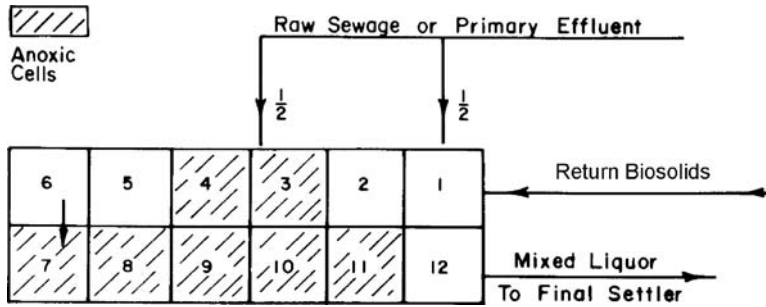 Raw Sewage or Primary Effluent
Anoxic
Cells
1/2 1/2
6 5 4 3 2 1
Return Biosolids
7 8 9 10 11 12
Mixed Liquor
To Final Settler